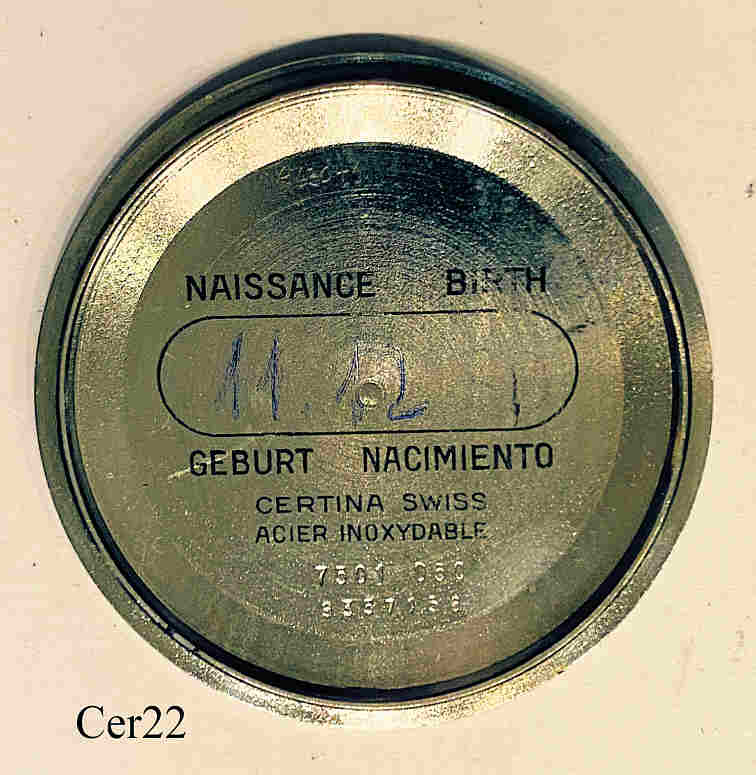 NAISSANCE BIRTH
11.12
GEBURT NACIMIENTO
CERTINA SWISS
ACIER INOXYDABLE
Cer22